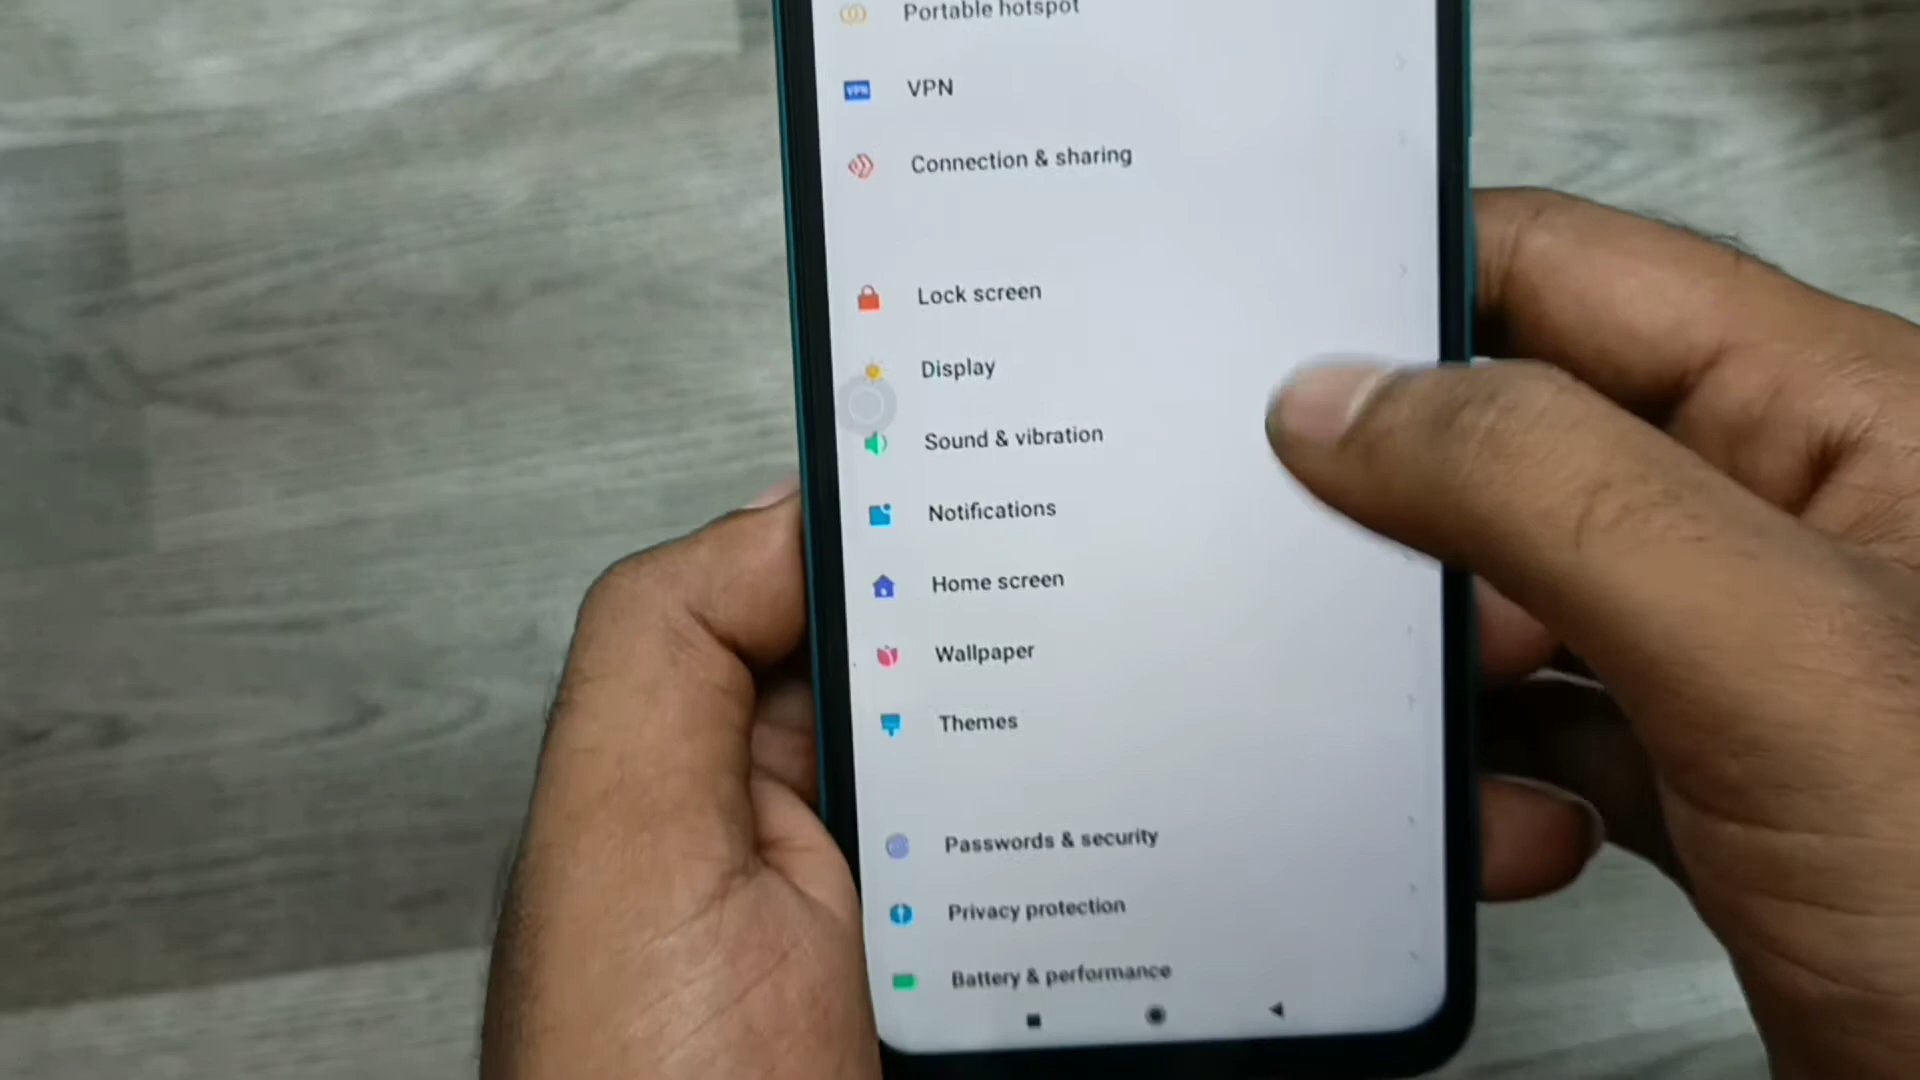 Portable hotspot
VPN
VPN
Connection & sharing
Lock screen
Display
Sound & vibration
Notifications
Home screen
Wallpaper
Themes
Passwords & security
Privacy protection
Battery & performance